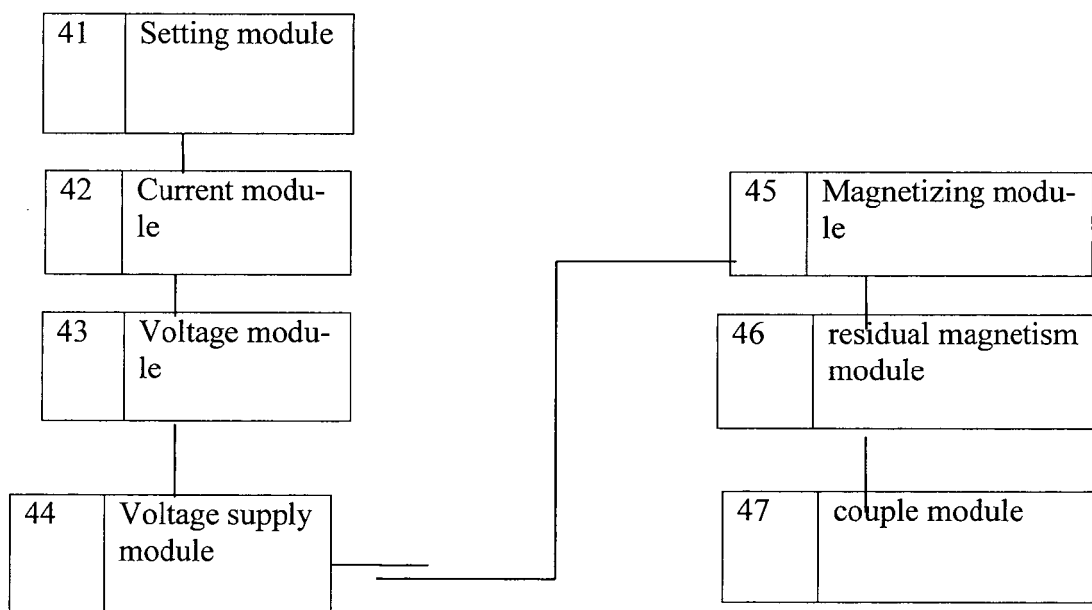 41 Setting module
42 Current modu-
le
43 Voltage modu-
le
44 Voltage supply
module
45 Magnetizing modu-
le
46 residual magnetism
module
47 couple module